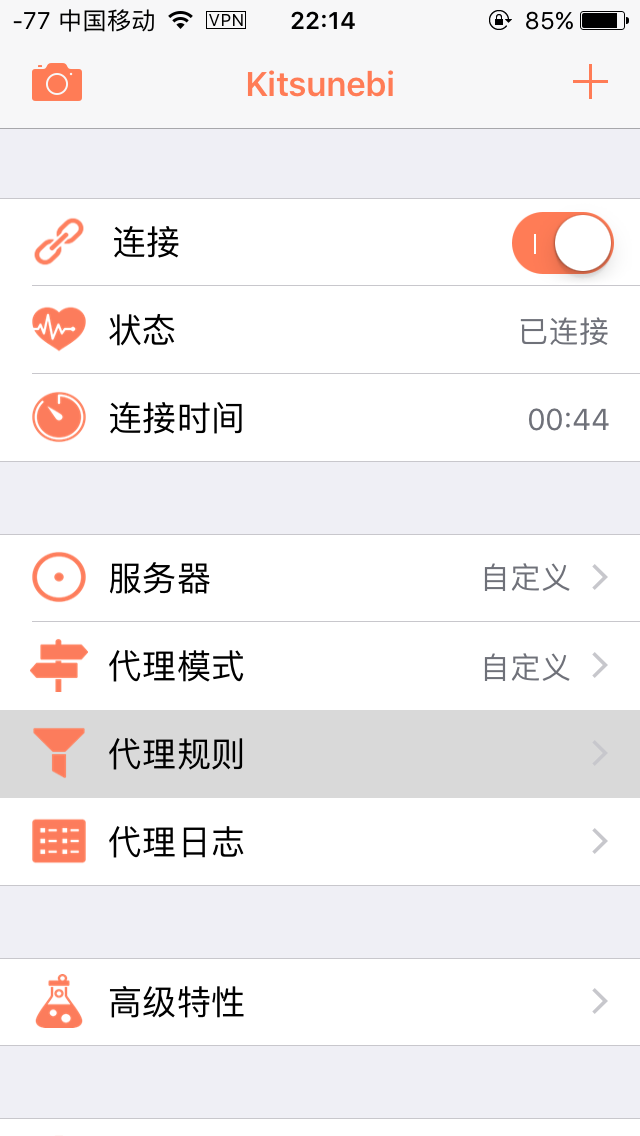 -77 中国移动 VPN 22:14 85%
Kitsunebi
连接
状态 已连接
连接时间 00:44
服务器 自定义
代理模式 自定义
代理规则
代理日志
高级特性